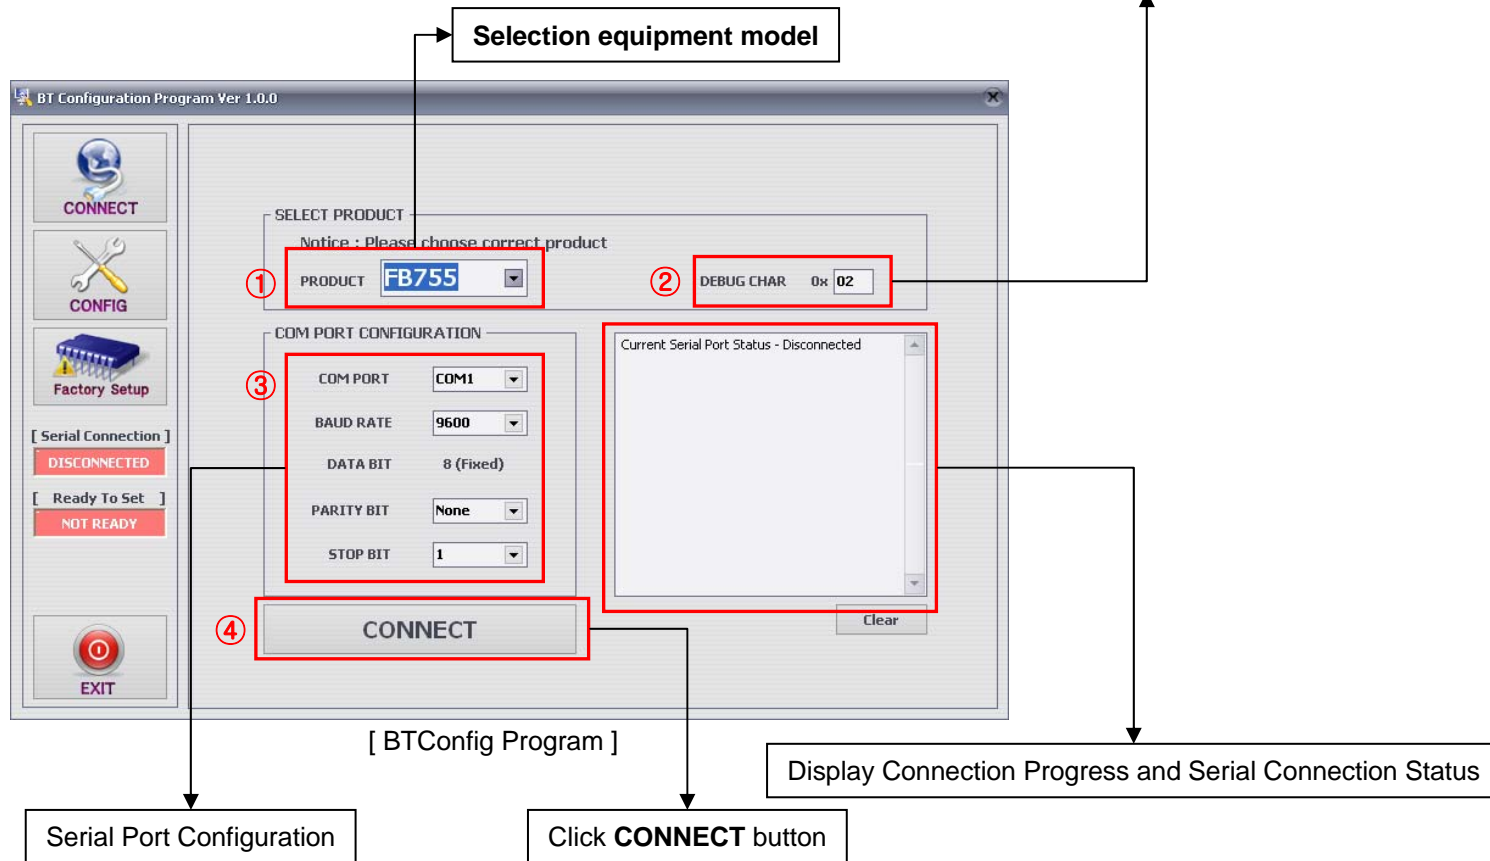 Selection equipment model
BT Configuration Program Ver 1.0.0
CONNECT
CONFIG
Factory Setup
[ Serial Connection ]
DISCONNECTED
[ Ready To Set ]
NOT READY
EXIT
SELECT PRODUCT
Notice : Please choose correct product
① PRODUCT FB755
② DEBUG CHAR 0x 02
COM PORT CONFIGURATION
③ COM PORT COM1
BAUD RATE 9600
DATA BIT 8 (Fixed)
PARITY BIT None
STOP BIT 1
Current Serial Port Status - Disconnected
④ CONNECT
Clear
[ BTConfig Program ]
Display Connection Progress and Serial Connection Status
Serial Port Configuration
Click CONNECT button